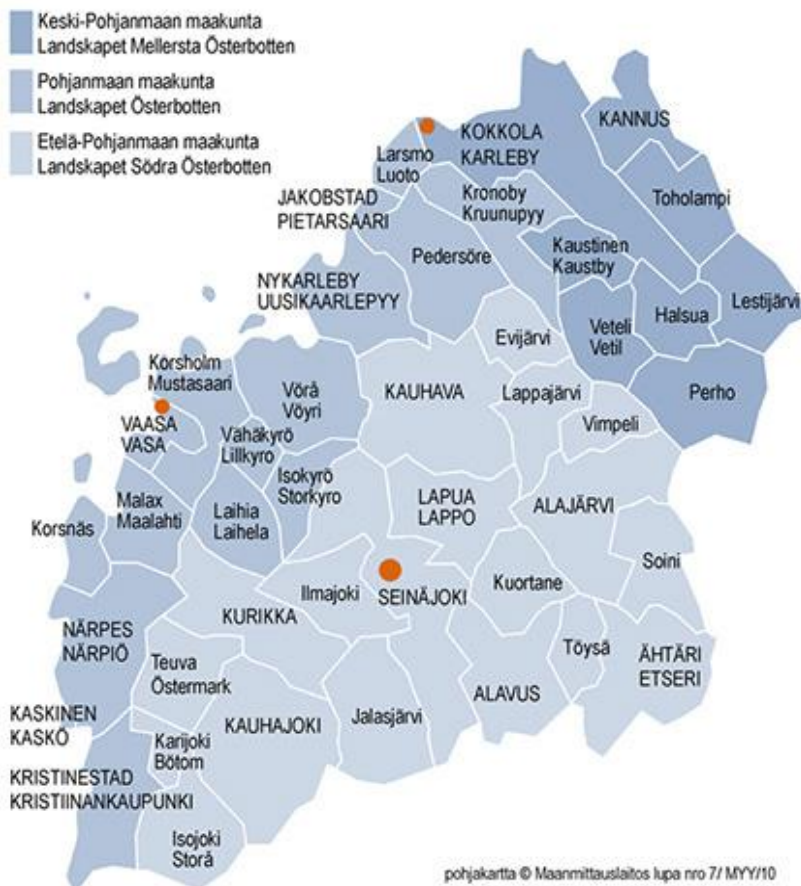 Keski-Pohjanmaan maakunta
Landskapet Mellersta Österbotten
Pohjanmaan maakunta
Landskapet Österbotten
Etelä-Pohjanmaan maakunta
Landskapet Södra Österbotten
KOKKOLA
KARLEBY
KANNUS
Larsmo
Luoto
Kronoby
Kruunupyy
Toholampi
JAKOBSTAD
PIETARSAARI
Pedersöre
Kaustinen
Kaustby
NYKARLEBY
UUSIKAARLEPYY
Halsua
Lestijärvi
Veteli
Vetil
Evijärvi
Korsholm
Mustasaari
Vörå
Vöyri
KAUHAVA
Lappajärvi
Perho
Vimpeli
VAASA
VASA
Vähäkyrö
Lillkyro
Isokyrö
Storkyro
LAPUA
LAPPO
ALAJÄRVI
Malax
Maalahti
Laihia
Laihela
Korsnäs
Soini
Ilmajoki
SEINÄJOKI
Kuortane
KURIKKA
NÄRPES
NÄRPIÖ
Teuva
Östermark
Töysä
ÄHTÄRI
ETSERI
ALAVUS
KASKINEN
KASKÖ
KAUHAJOKI
Jalasjärvi
Karijoki
Bötom
KRISTINESTAD
KRISTIINANKAUPUNKI
Isojoki
Storå
pohjakartta © Maanmittauslaitos lupa nro 7/ MYY/10